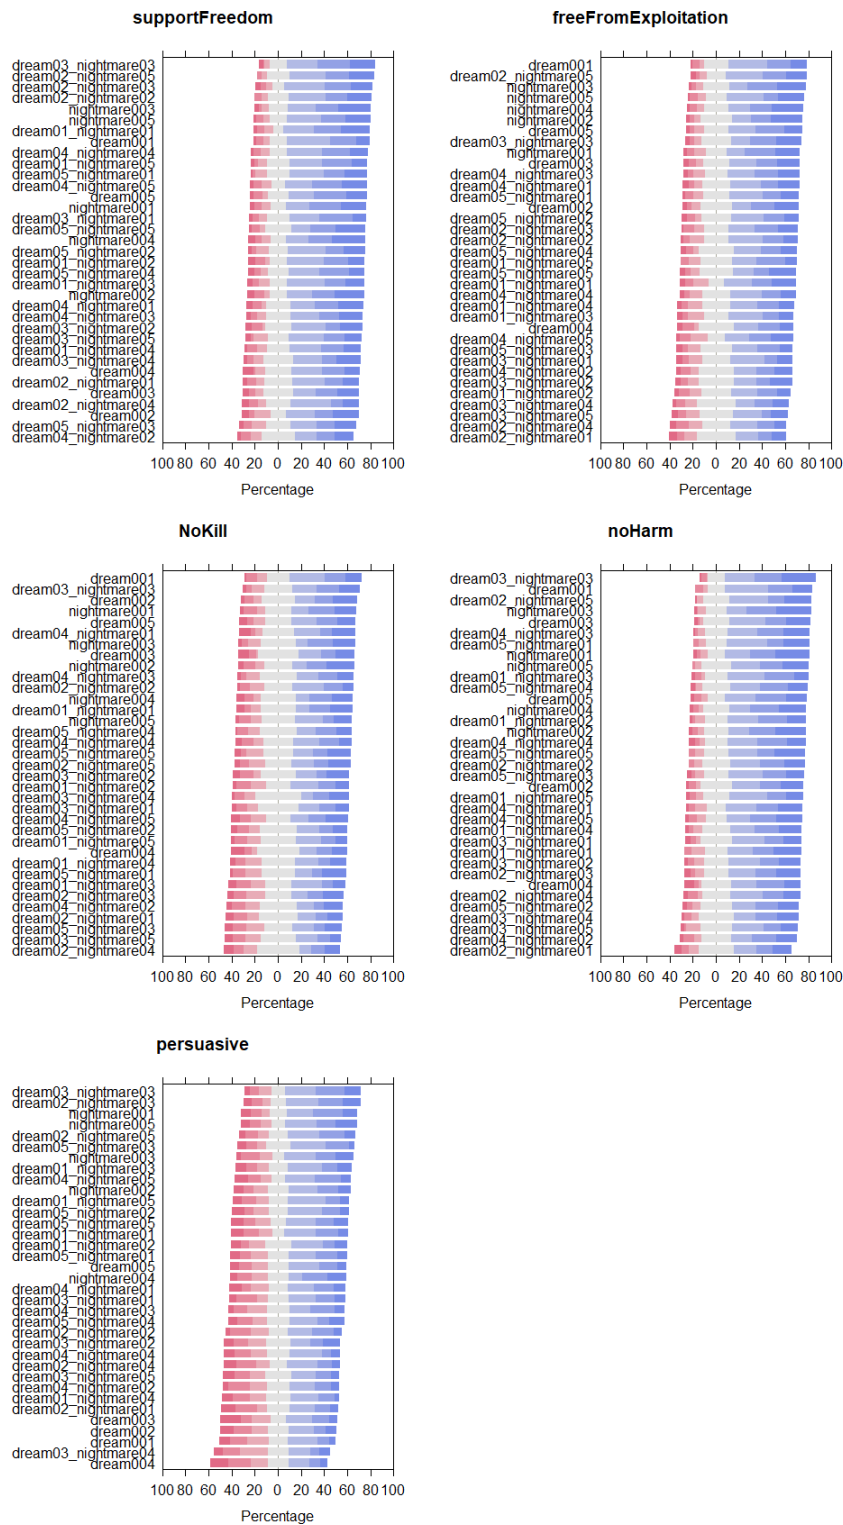 supportFreedom
dream03_nightmare03
dream02_nightmare05
dream02_nightmare03
dream02_nightmare02
nightmare003
nightmare005
dream01_nightmare01
dream001
dream04_nightmare04
dream01_nightmare05
dream05_nightmare01
dream04_nightmare05
dream005
nightmare001
dream03_nightmare01
dream05_nightmare05
nightmare004
dream05_nightmare02
dream01_nightmare02
dream05_nightmare04
dream01_nightmare03
nightmare002
dream04_nightmare01
dream04_nightmare03
dream03_nightmare02
dream03_nightmare05
dream01_nightmare04
dream03_nightmare04
dream004
dream02_nightmare01
dream003
dream02_nightmare04
dream002
dream05_nightmare03
dream04_nightmare02
100 80 60 40 20 0 20 40 60 80 100
Percentage
freeFromExploitation
dream001
dream02_nightmare05
nightmare003
nightmare005
nightmare004
nightmare002
dream005
dream03_nightmare03
nightmare001
dream003
dream04_nightmare03
dream04_nightmare01
dream05_nightmare01
dream002
dream05_nightmare02
dream02_nightmare03
dream02_nightmare02
dream05_nightmare04
dream01_nightmare05
dream05_nightmare05
dream01_nightmare01
dream04_nightmare04
dream01_nightmare04
dream01_nightmare03
dream004
dream04_nightmare05
dream05_nightmare03
dream03_nightmare01
dream04_nightmare02
dream03_nightmare02
dream01_nightmare02
dream03_nightmare04
dream03_nightmare05
dream02_nightmare04
dream02_nightmare01
100 80 60 40 20 0 20 40 60 80 100
Percentage
NoKill
dream001
dream03_nightmare03
dream002
nightmare001
dream005
dream04_nightmare01
nightmare003
dream003
nightmare002
dream04_nightmare03
dream02_nightmare02
nightmare004
dream01_nightmare01
nightmare005
dream05_nightmare04
dream04_nightmare04
dream05_nightmare05
dream02_nightmare05
dream03_nightmare02
dream01_nightmare02
dream03_nightmare04
dream03_nightmare01
dream04_nightmare05
dream05_nightmare02
dream01_nightmare05
dream004
dream01_nightmare04
dream05_nightmare01
dream01_nightmare03
dream02_nightmare03
dream04_nightmare02
dream02_nightmare01
dream05_nightmare03
dream03_nightmare05
dream02_nightmare04
100 80 60 40 20 0 20 40 60 80 100
Percentage
noHarm
dream03_nightmare03
dream001
dream02_nightmare05
nightmare003
dream003
dream04_nightmare03
dream05_nightmare01
nightmare001
nightmare005
dream01_nightmare03
dream05_nightmare04
dream005
nightmare004
dream01_nightmare02
nightmare002
dream04_nightmare04
dream05_nightmare05
dream02_nightmare02
dream05_nightmare03
dream002
dream01_nightmare05
dream04_nightmare01
dream04_nightmare05
dream01_nightmare04
dream03_nightmare01
dream01_nightmare01
dream03_nightmare02
dream02_nightmare03
dream004
dream02_nightmare04
dream05_nightmare02
dream03_nightmare04
dream03_nightmare05
dream04_nightmare02
dream02_nightmare01
100 80 60 40 20 0 20 40 60 80 100
Percentage
persuasive
dream03_nightmare03
dream02_nightmare03
nightmare001
nightmare005
dream02_nightmare05
dream05_nightmare03
nightmare003
dream01_nightmare03
dream04_nightmare05
nightmare002
dream01_nightmare05
dream05_nightmare02
dream05_nightmare05
dream01_nightmare01
dream01_nightmare02
dream05_nightmare01
dream005
nightmare004
dream04_nightmare01
dream03_nightmare01
dream04_nightmare03
dream05_nightmare04
dream02_nightmare02
dream03_nightmare02
dream04_nightmare04
dream02_nightmare04
dream03_nightmare05
dream04_nightmare02
dream01_nightmare04
dream02_nightmare01
dream003
dream002
dream001
dream03_nightmare04
dream004
100 80 60 40 20 0 20 40 60 80 100
Percentage